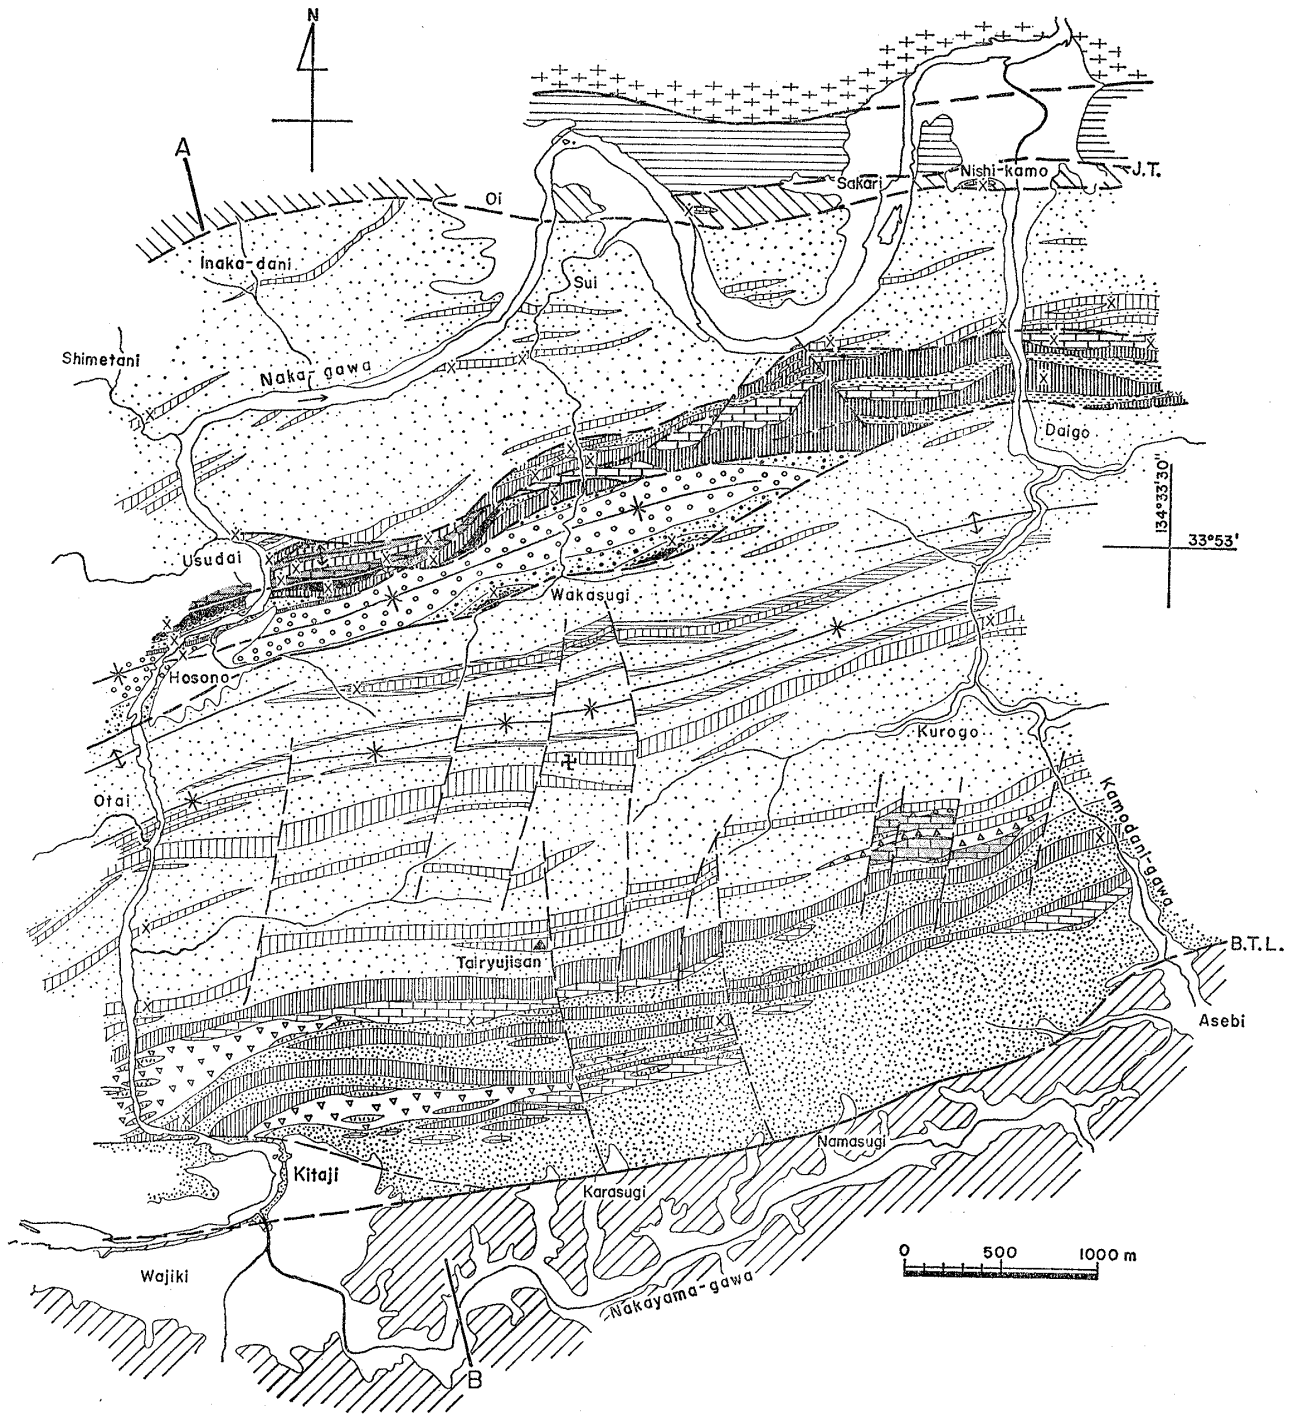 N
A
J.T.
Nishi-kamo
Sakari
Oi
Inaka-dani
Sui
Shimetani
Naka-gawa
Daigo
134°33'30"
33°53'
Usudai
Wakasugi
Hosono
Kurogo
Otai
Kamodani-gawa
B.T.L.
Tairyujisan
Asebi
Namasugi
Kitaji
Karasugi
0 500 1000 m
Wajiki
Nakayama-gawa
B